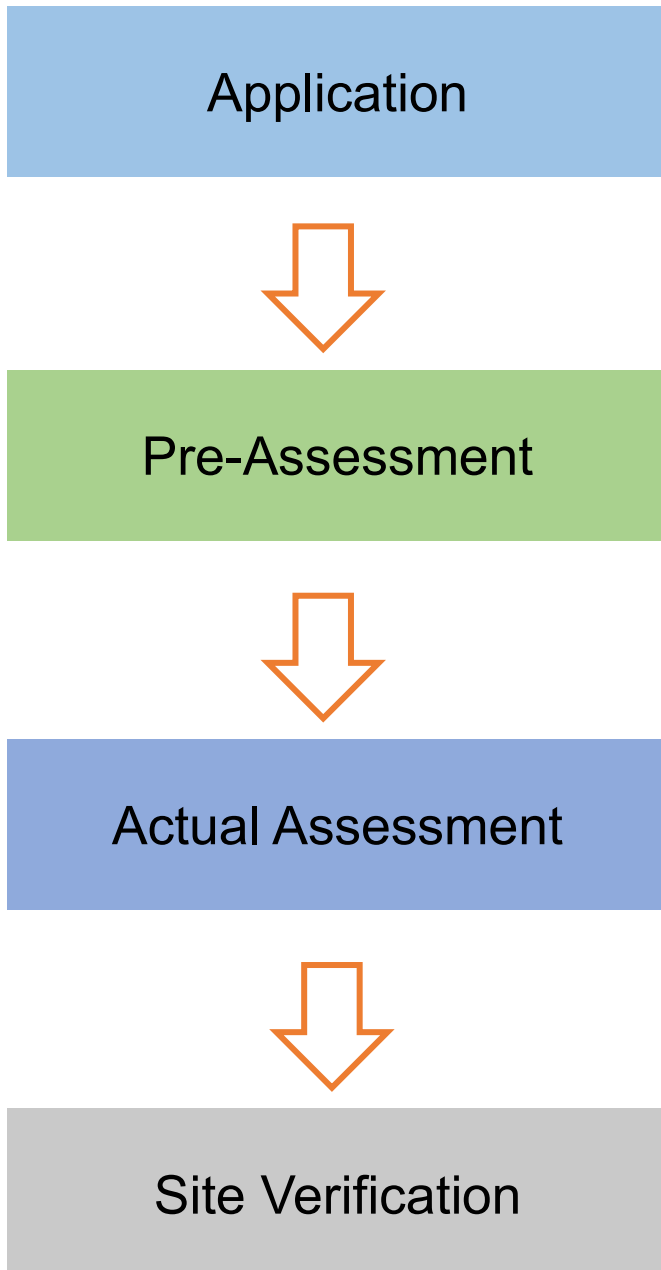 Application
Pre-Assessment
Actual Assessment
Site Verification